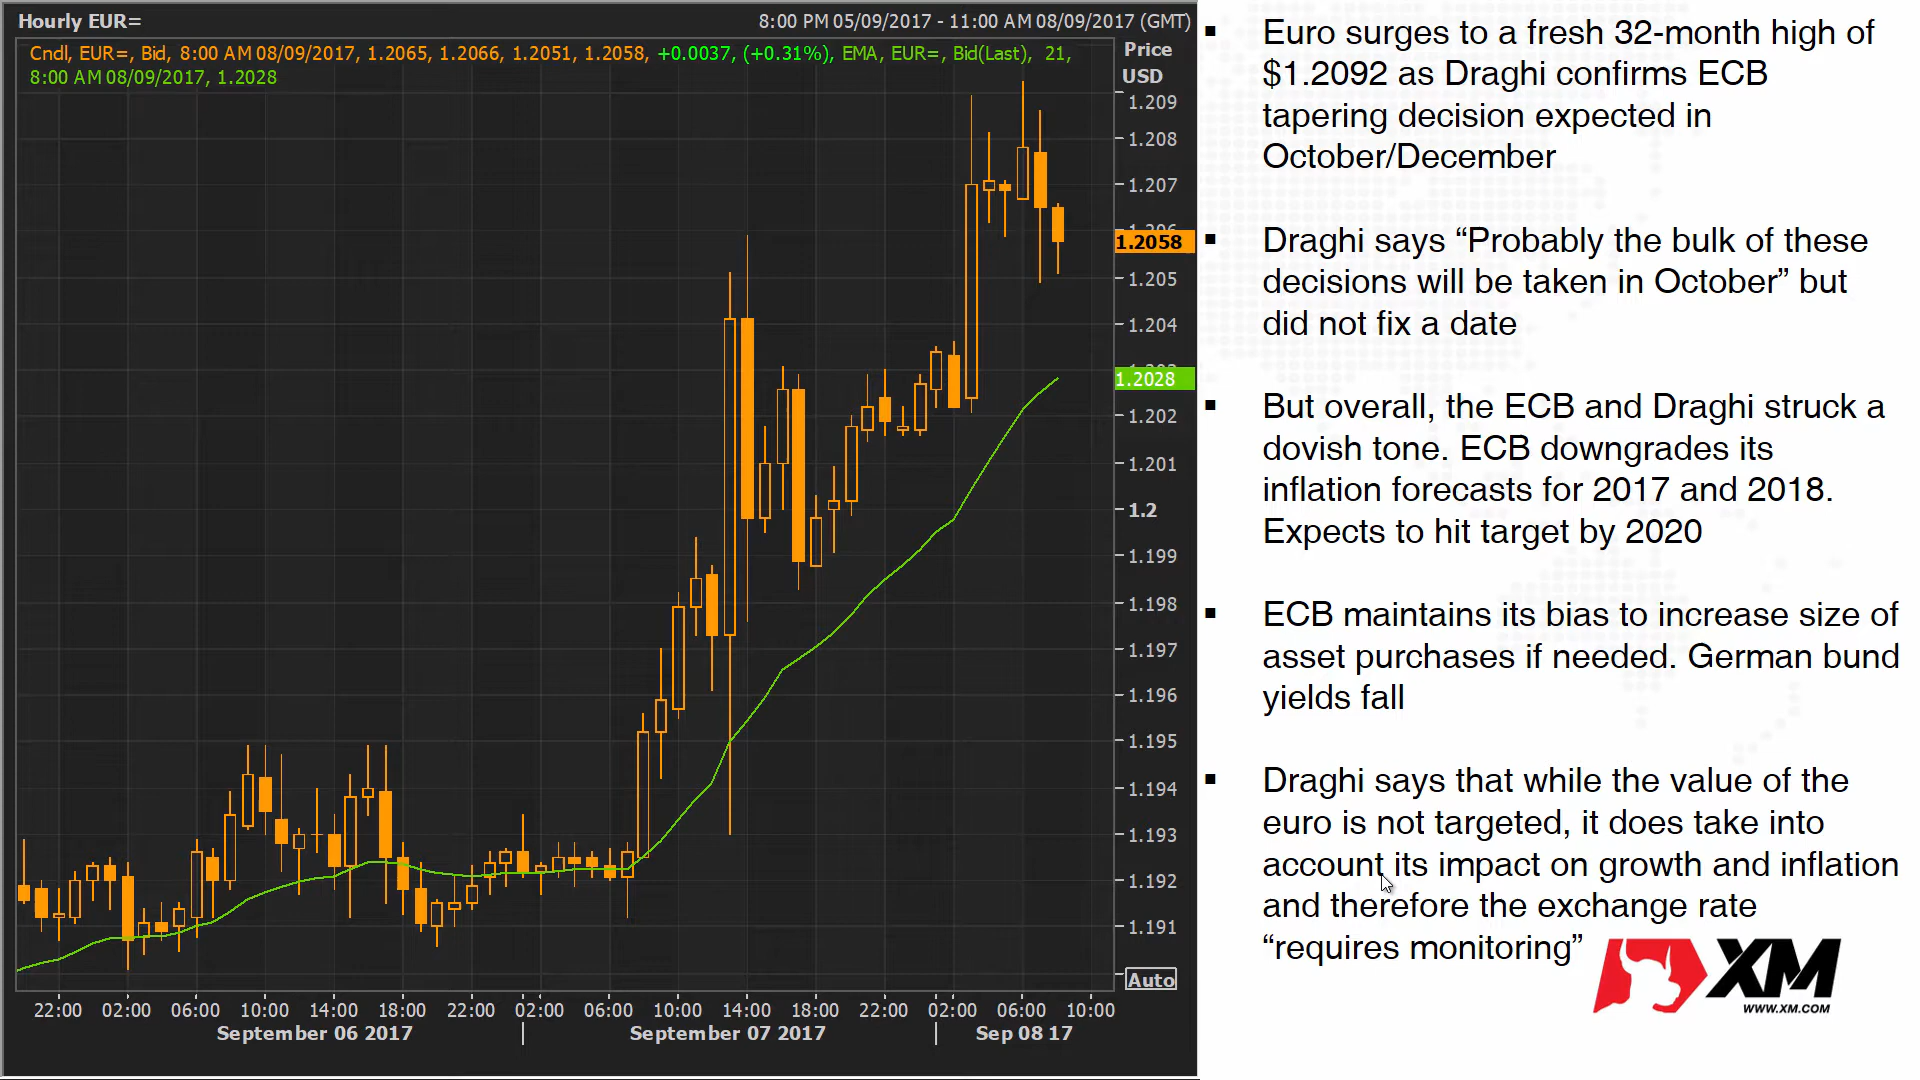 Hourly EUR=
8:00 PM 05/09/2017 - 11:00 AM 08/09/2017 (GMT)
Cndl, EUR=, Bid, 8:00 AM 08/09/2017, 1.2065, 1.2066, 1.2051, 1.2058, +0.0037, (+0.31%), EMA, EUR=, Bid(Last), 21,
8:00 AM 08/09/2017, 1.2028
Price
USD
1.209
1.208
1.207
1.2058
1.205
1.204
1.2028
1.202
1.201
1.2
1.199
1.198
1.197
1.196
1.195
1.194
1.193
1.192
1.191
Auto
22:00 02:00 06:00 10:00 14:00 18:00 22:00 02:00 06:00 10:00 14:00 18:00 22:00 02:00 06:00 10:00
September 06 2017 September 07 2017 Sep 08 17
▪ Euro surges to a fresh 32-month high of
$1.2092 as Draghi confirms ECB
tapering decision expected in
October/December
▪ Draghi says “Probably the bulk of these
decisions will be taken in October” but
did not fix a date
▪ But overall, the ECB and Draghi struck a
dovish tone. ECB downgrades its
inflation forecasts for 2017 and 2018.
Expects to hit target by 2020
▪ ECB maintains its bias to increase size of
asset purchases if needed. German bund
yields fall
▪ Draghi says that while the value of the
euro is not targeted, it does take into
account its impact on growth and inflation
and therefore the exchange rate
“requires monitoring”
XM
WWW.XM.COM